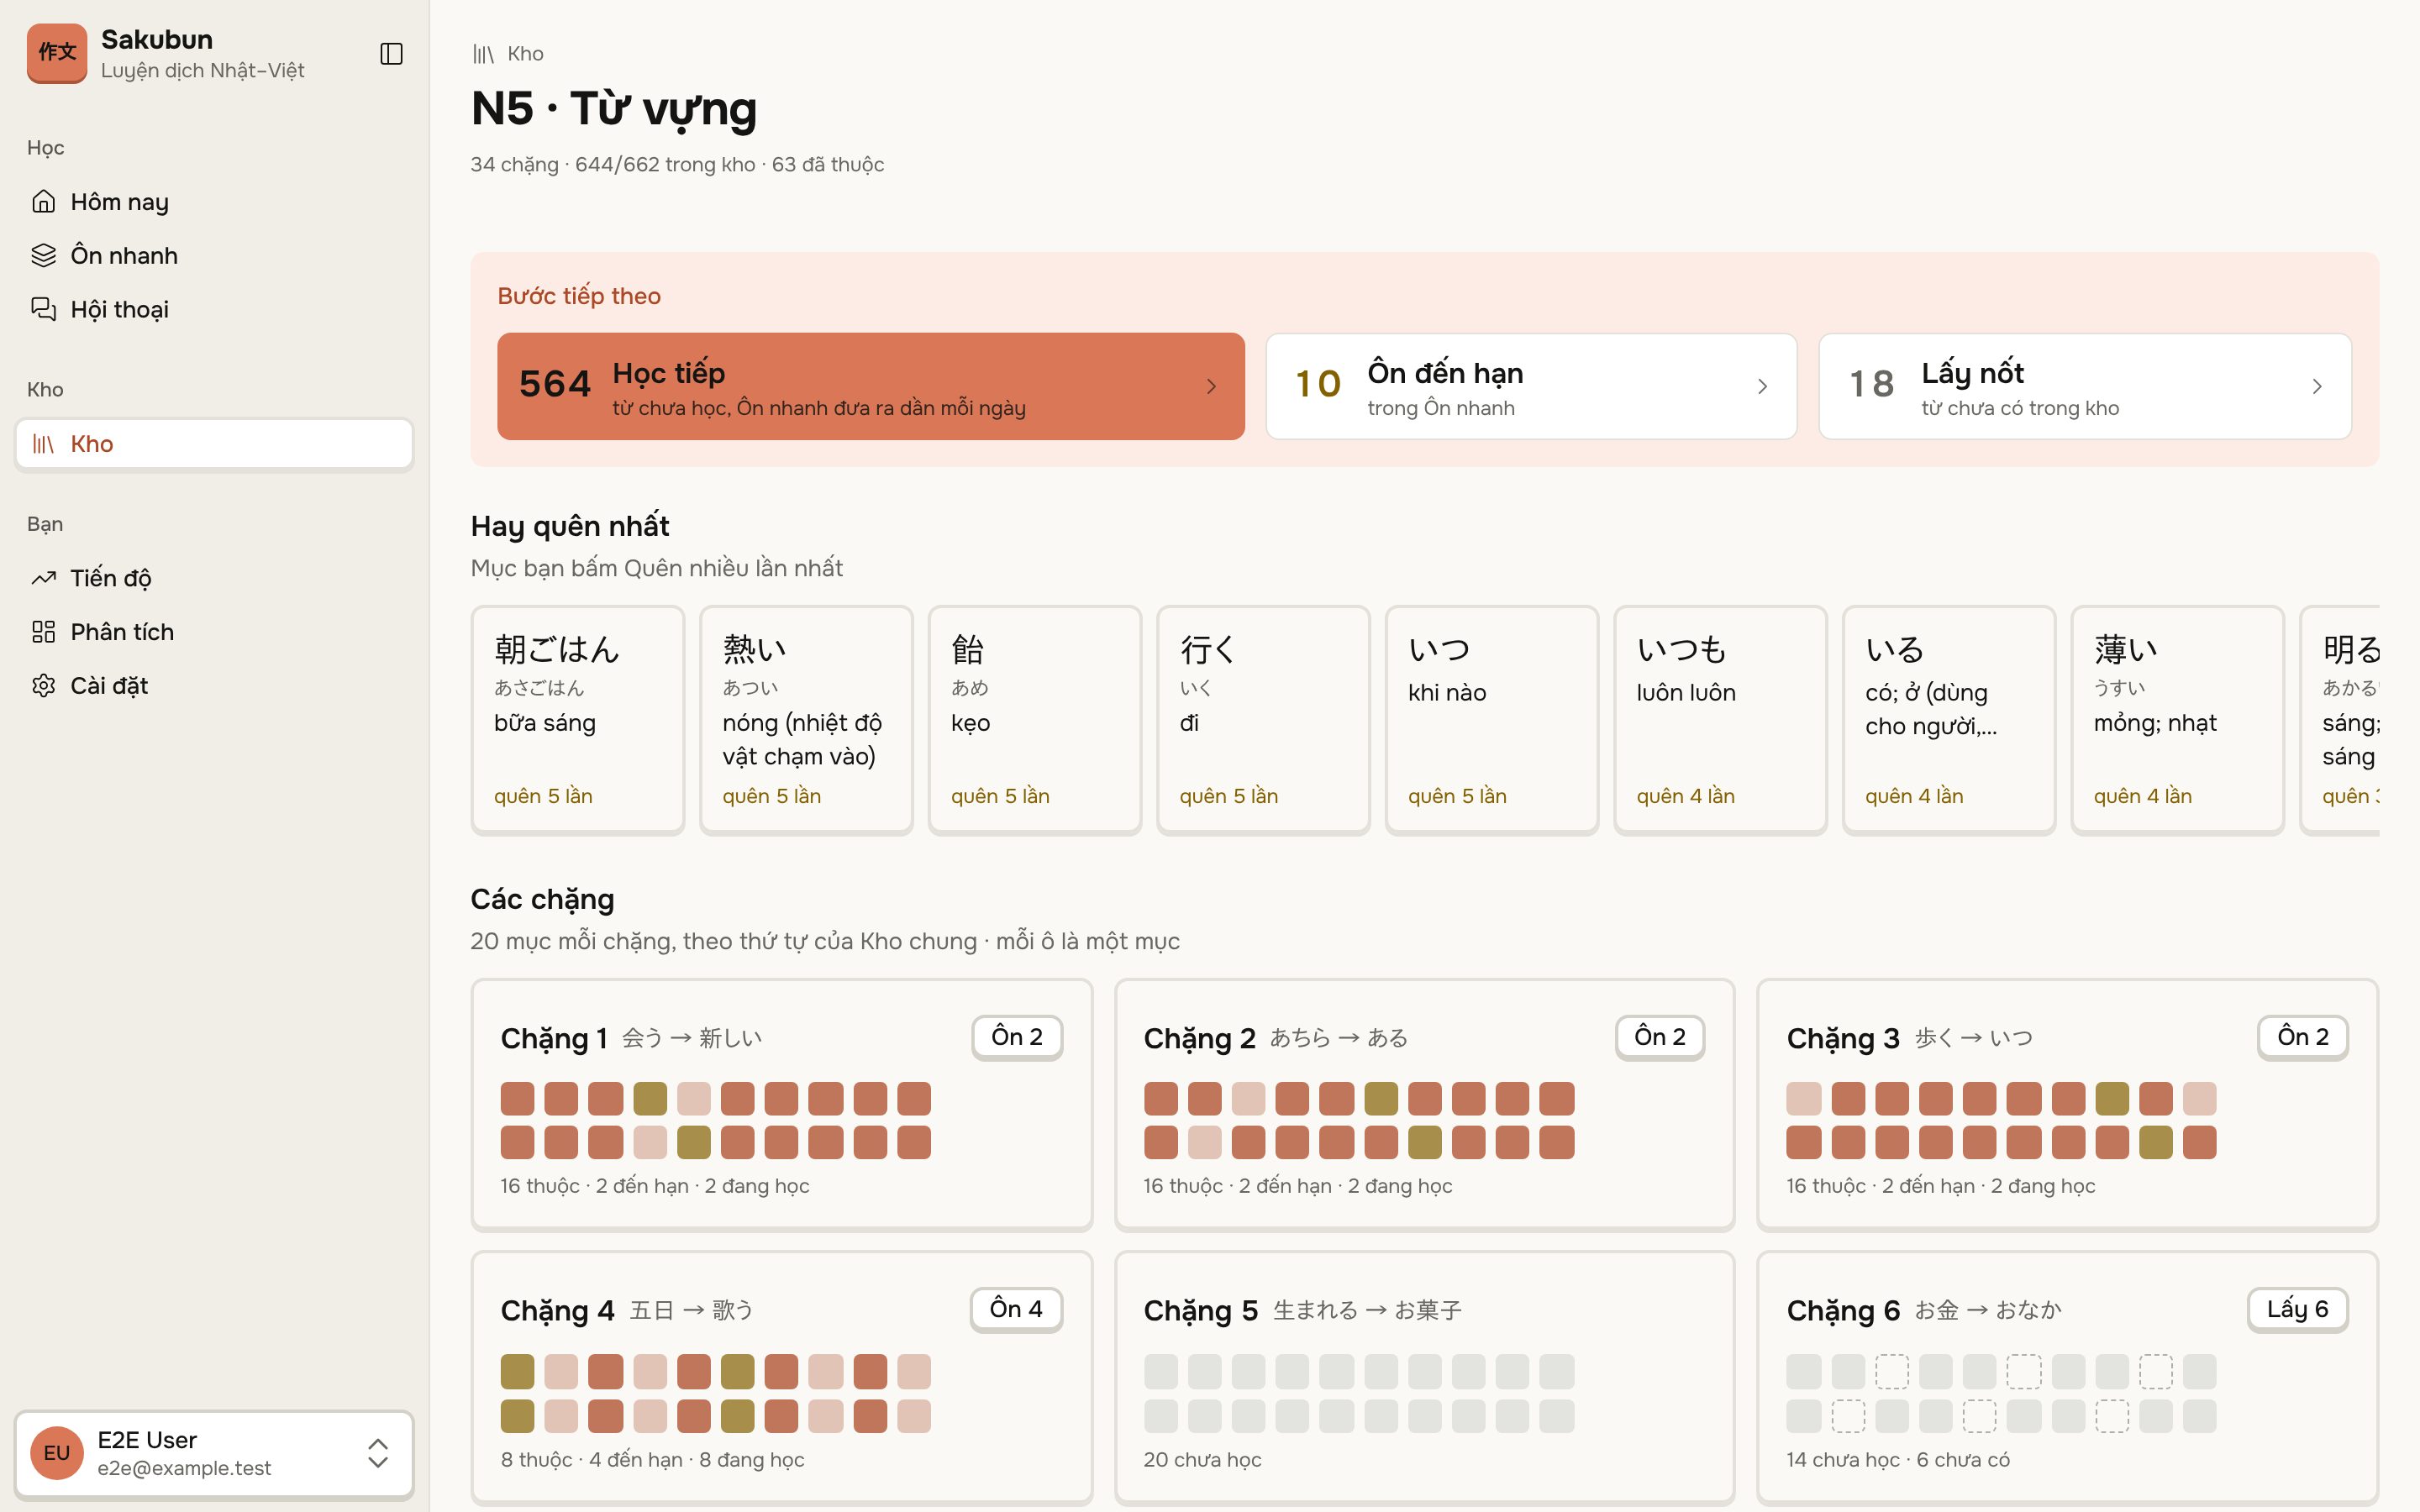 作文
Sakubun
Luyện dịch Nhật–Việt
Học
Hôm nay
Ôn nhanh
Hội thoại
Kho
Kho
Bạn
Tiến độ
Phân tích
Cài đặt
EU
E2E User
e2e@example.test
Kho
N5 · Từ vựng
34 chặng · 644/662 trong kho · 63 đã thuộc
Bước tiếp theo
564
Học tiếp
từ chưa học, Ôn nhanh đưa ra dần mỗi ngày
10
Ôn đến hạn
trong Ôn nhanh
18
Lấy nốt
từ chưa có trong kho
Hay quên nhất
Mục bạn bấm Quên nhiều lần nhất
朝ごはん
あさごはん
bữa sáng
quên 5 lần
熱い
あつい
nóng (nhiệt độ
vật chạm vào)
quên 5 lần
飴
あめ
kẹo
quên 5 lần
行く
いく
đi
quên 5 lần
いつ
khi nào
quên 5 lần
いつも
luôn luôn
quên 4 lần
いる
có; ở (dùng
cho người,...
quên 4 lần
薄い
うすい
mỏng; nhạt
quên 4 lần
明る
あかる
sáng;
sáng
quên
Các chặng
20 mục mỗi chặng, theo thứ tự của Kho chung · mỗi ô là một mục
Chặng 1 会う → 新しい
Ôn 2
16 thuộc · 2 đến hạn · 2 đang học
Chặng 2 あちら → ある
Ôn 2
16 thuộc · 2 đến hạn · 2 đang học
Chặng 3 歩く → いつ
Ôn 2
16 thuộc · 2 đến hạn · 2 đang học
Chặng 4 五日 → 歌う
Ôn 4
8 thuộc · 4 đến hạn · 8 đang học
Chặng 5 生まれる → お菓子
20 chưa học
Chặng 6 お金 → おなか
Lấy 6
14 chưa học · 6 chưa có